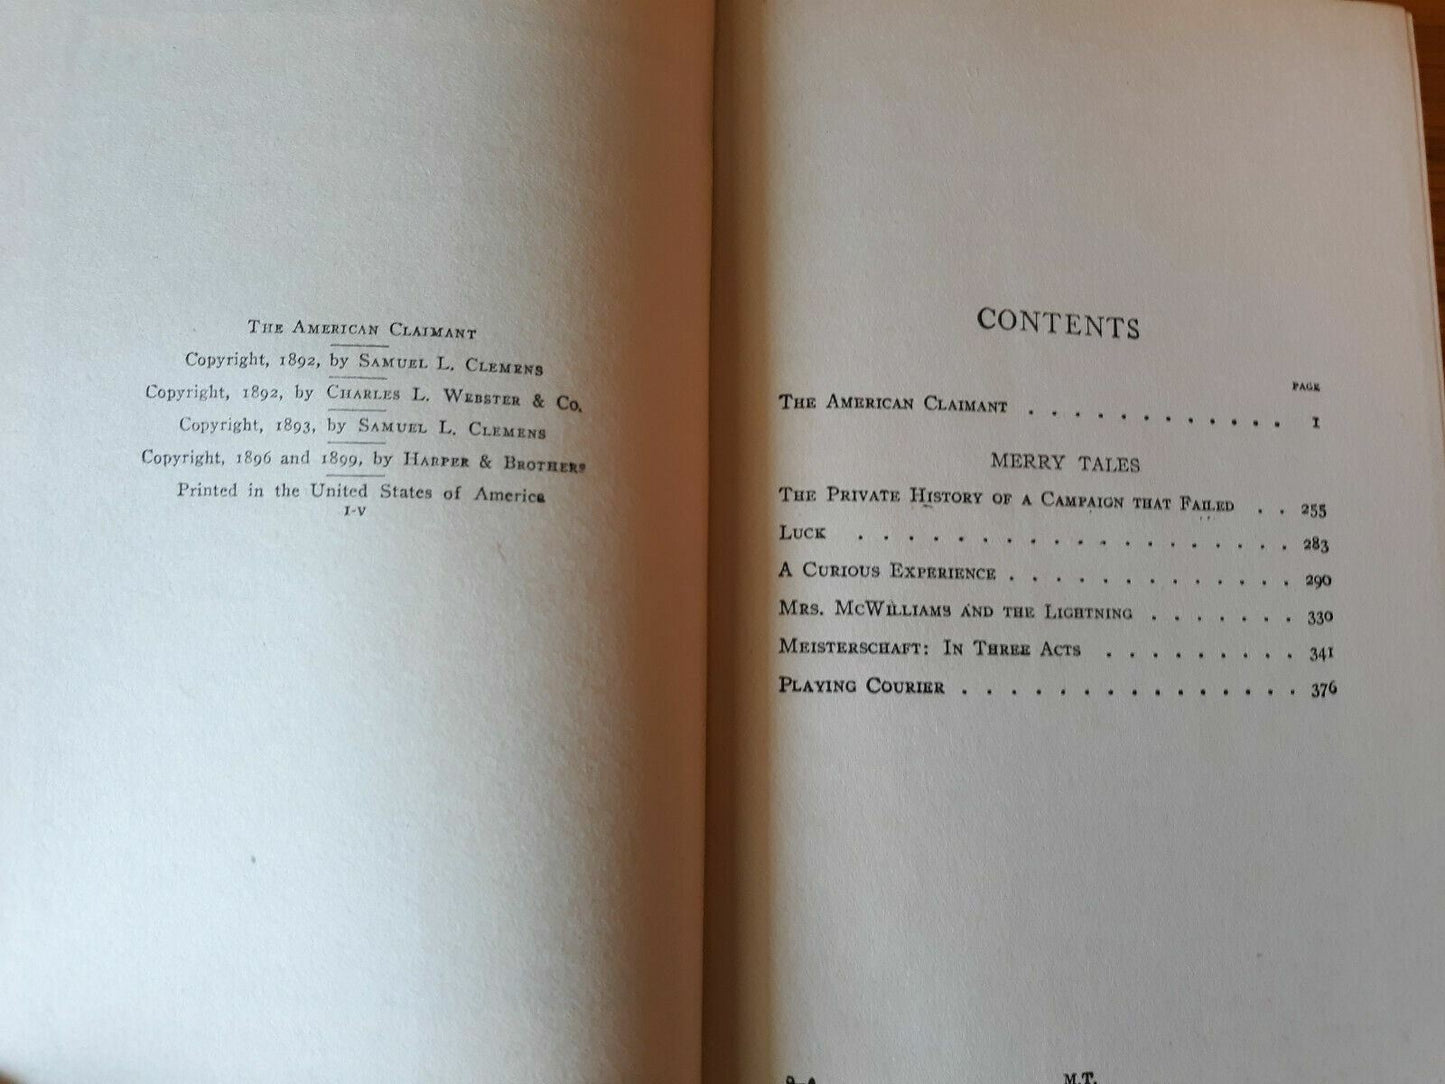 THE AMERICAN CLAIMANT
Copyright, 1892, by SAMUEL L. CLEMENS
Copyright, 1892, by CHARLES L. WEBSTER & CO.
Copyright, 1893, by SAMUEL L. CLEMENS
Copyright, 1896 and 1899, by HARPER & BROTHERS
Printed in the United States of America
I-V
CONTENTS
PAGE
THE AMERICAN CLAIMANT . . . . . . . . . . . 1
MERRY TALES
THE PRIVATE HISTORY OF A CAMPAIGN THAT FAILED . . 255
LUCK . . . . . . . . . . . . . . . . . . . 283
A CURIOUS EXPERIENCE . . . . . . . . . . . . . 290
MRS. MCWILLIAMS AND THE LIGHTNING . . . . . . . 330
MEISTERSCHAFT: IN THREE ACTS . . . . . . . . . 341
PLAYING COURIER . . . . . . . . . . . . . . . 376
M.T.